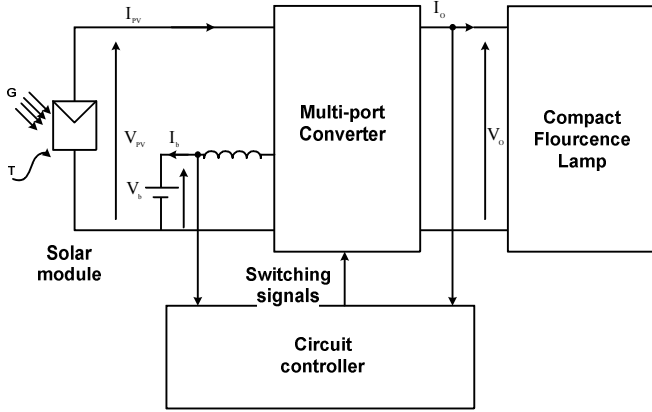 I_PV
I_O
G
T
V_PV
I_b
V_b
Multi-port
Converter
V_O
Compact
Flourcence
Lamp
Solar
module
Switching
signals
Circuit
controller